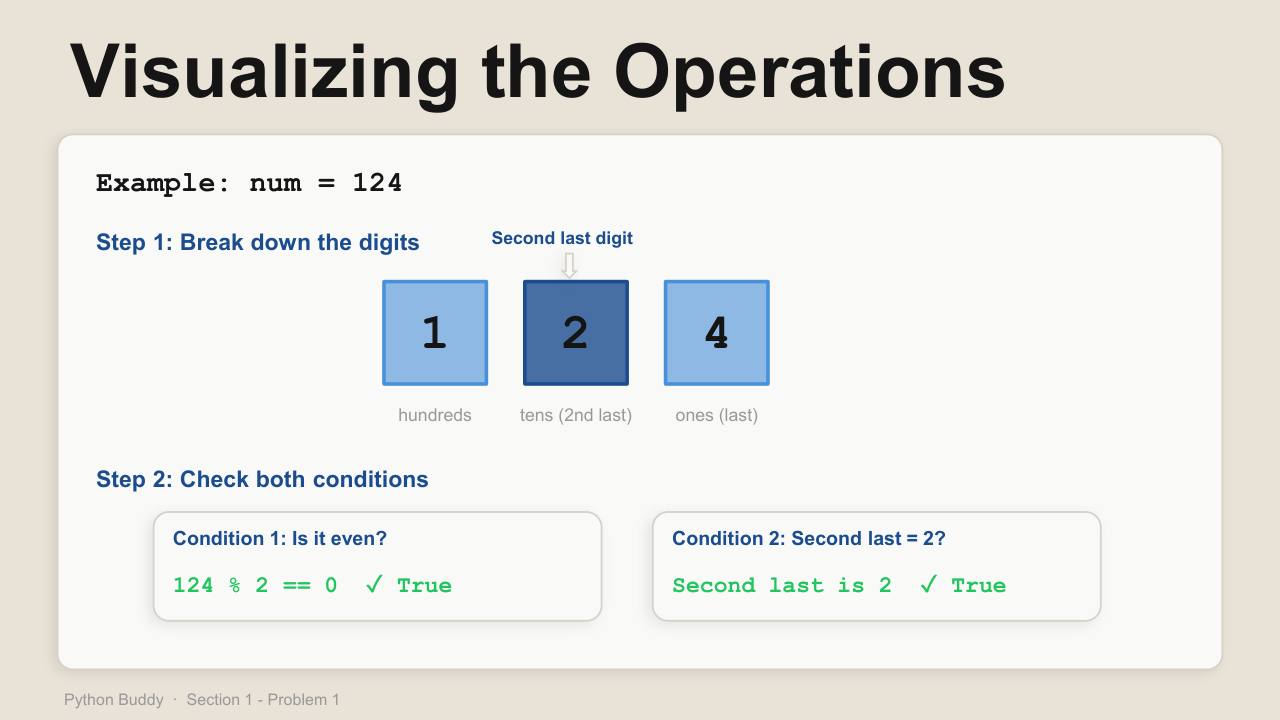 Visualizing the Operations
Example: num = 124
Step 1: Break down the digits
Second last digit
1 2 4
hundreds tens (2nd last) ones (last)
Step 2: Check both conditions
Condition 1: Is it even?
124 % 2 == 0 ✓ True
Condition 2: Second last = 2?
Second last is 2 ✓ True
Python Buddy · Section 1 - Problem 1